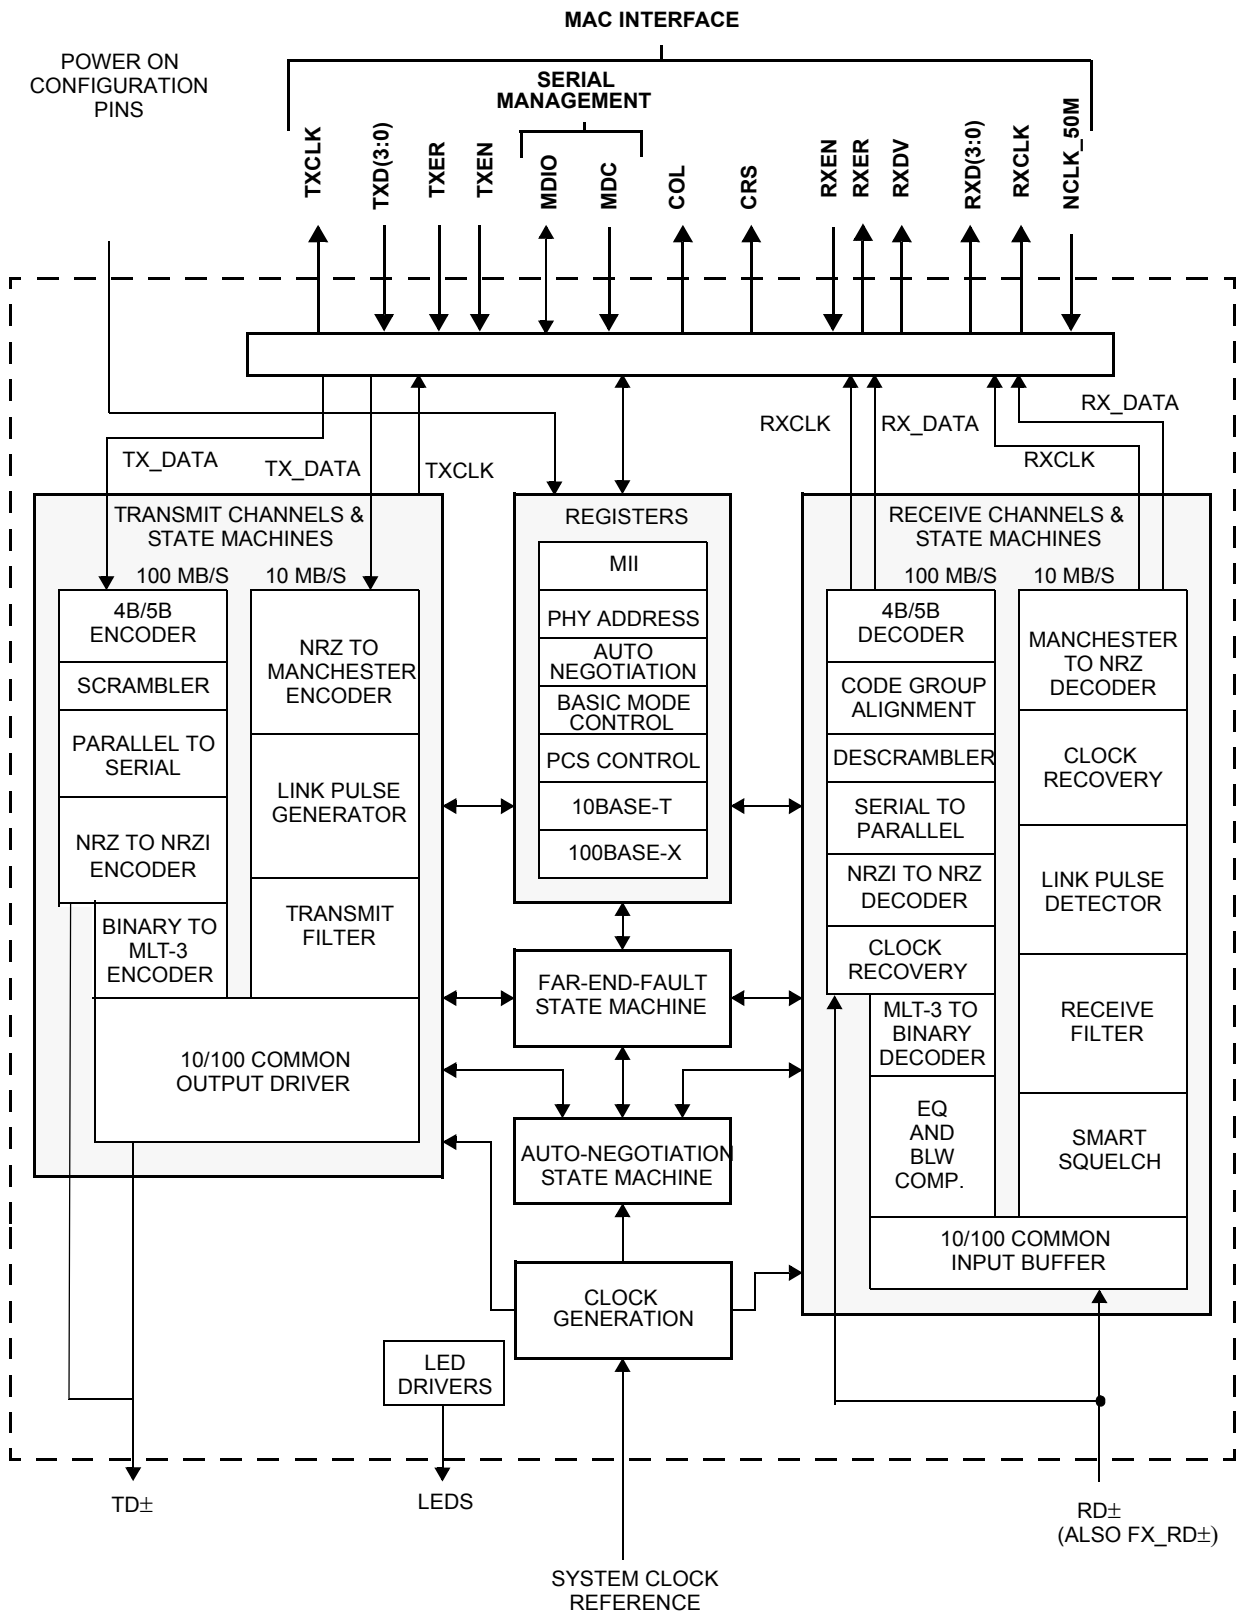 MAC INTERFACE
POWER ON
CONFIGURATION
PINS
SERIAL
MANAGEMENT
TXCLK
TXD(3:0)
TXER
TXEN
MDIO
MDC
COL
CRS
RXEN
RXER
RXDV
RXD(3:0)
RXCLK
NCLK_50M
TX_DATA
TX_DATA
TXCLK
RXCLK
RX_DATA
RXCLK
RX_DATA
TRANSMIT CHANNELS &
STATE MACHINES
100 MB/S
10 MB/S
4B/5B
ENCODER
SCRAMBLER
PARALLEL TO
SERIAL
NRZ TO NRZI
ENCODER
BINARY TO
MLT-3
ENCODER
NRZ TO
MANCHESTER
ENCODER
LINK PULSE
GENERATOR
TRANSMIT
FILTER
10/100 COMMON
OUTPUT DRIVER
REGISTERS
MII
PHY ADDRESS
AUTO
NEGOTIATION
BASIC MODE
CONTROL
PCS CONTROL
10BASE-T
100BASE-X
FAR-END-FAULT
STATE MACHINE
AUTO-NEGOTIATION
STATE MACHINE
CLOCK
GENERATION
LED
DRIVERS
RECEIVE CHANNELS &
STATE MACHINES
100 MB/S
10 MB/S
4B/5B
DECODER
CODE GROUP
ALIGNMENT
DESCRAMBLER
SERIAL TO
PARALLEL
NRZI TO NRZ
DECODER
CLOCK
RECOVERY
MLT-3 TO
BINARY
DECODER
EQ
AND
BLW
COMP.
MANCHESTER
TO NRZ
DECODER
CLOCK
RECOVERY
LINK PULSE
DETECTOR
RECEIVE
FILTER
SMART
SQUELCH
10/100 COMMON
INPUT BUFFER
TD±
LEDS
RD±
(ALSO FX_RD±)
SYSTEM CLOCK
REFERENCE